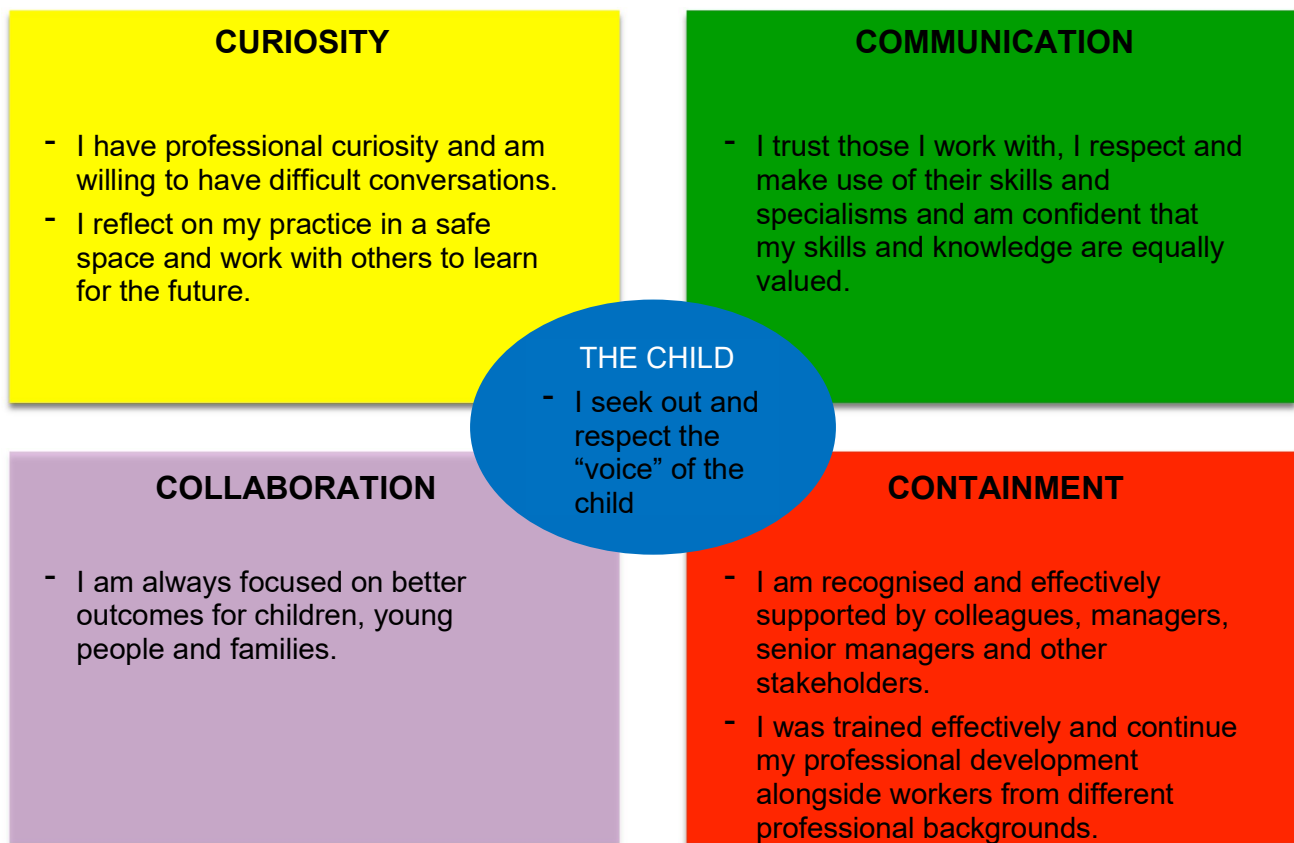 CURIOSITY
- I have professional curiosity and am
willing to have difficult conversations.
- I reflect on my practice in a safe
space and work with others to learn
for the future.
COMMUNICATION
- I trust those I work with, I respect and
make use of their skills and
specialisms and am confident that
my skills and knowledge are equally
valued.
THE CHILD
- I seek out and
respect the
“voice” of the
child
COLLABORATION
- I am always focused on better
outcomes for children, young
people and families.
CONTAINMENT
- I am recognised and effectively
supported by colleagues, managers,
senior managers and other
stakeholders.
- I was trained effectively and continue
my professional development
alongside workers from different
professional backgrounds.